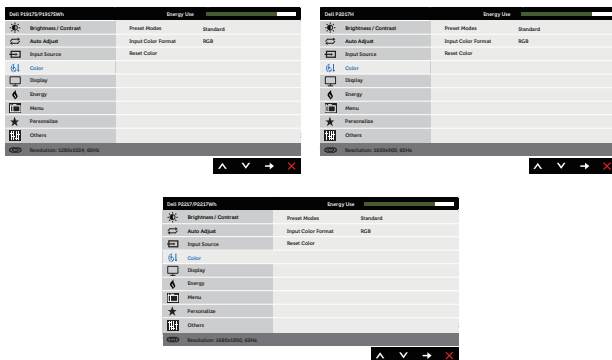 Dell P1917S/P1917SWh Energy Use
Brightness / Contrast Preset Modes Standard
Auto Adjust Input Color Format RGB
Input Source Reset Color
Color
Display
Energy
Menu
Personalize
Others
Resolution: 1280x1024, 60Hz
Dell P2017H Energy Use
Brightness / Contrast Preset Modes Standard
Auto Adjust Input Color Format RGB
Input Source Reset Color
Color
Display
Energy
Menu
Personalize
Others
Resolution: 1600x900, 60Hz
Dell P2217/P2217Wh Energy Use
Brightness / Contrast Preset Modes Standard
Auto Adjust Input Color Format RGB
Input Source Reset Color
Color
Display
Energy
Menu
Personalize
Others
Resolution: 1680x1050, 60Hz